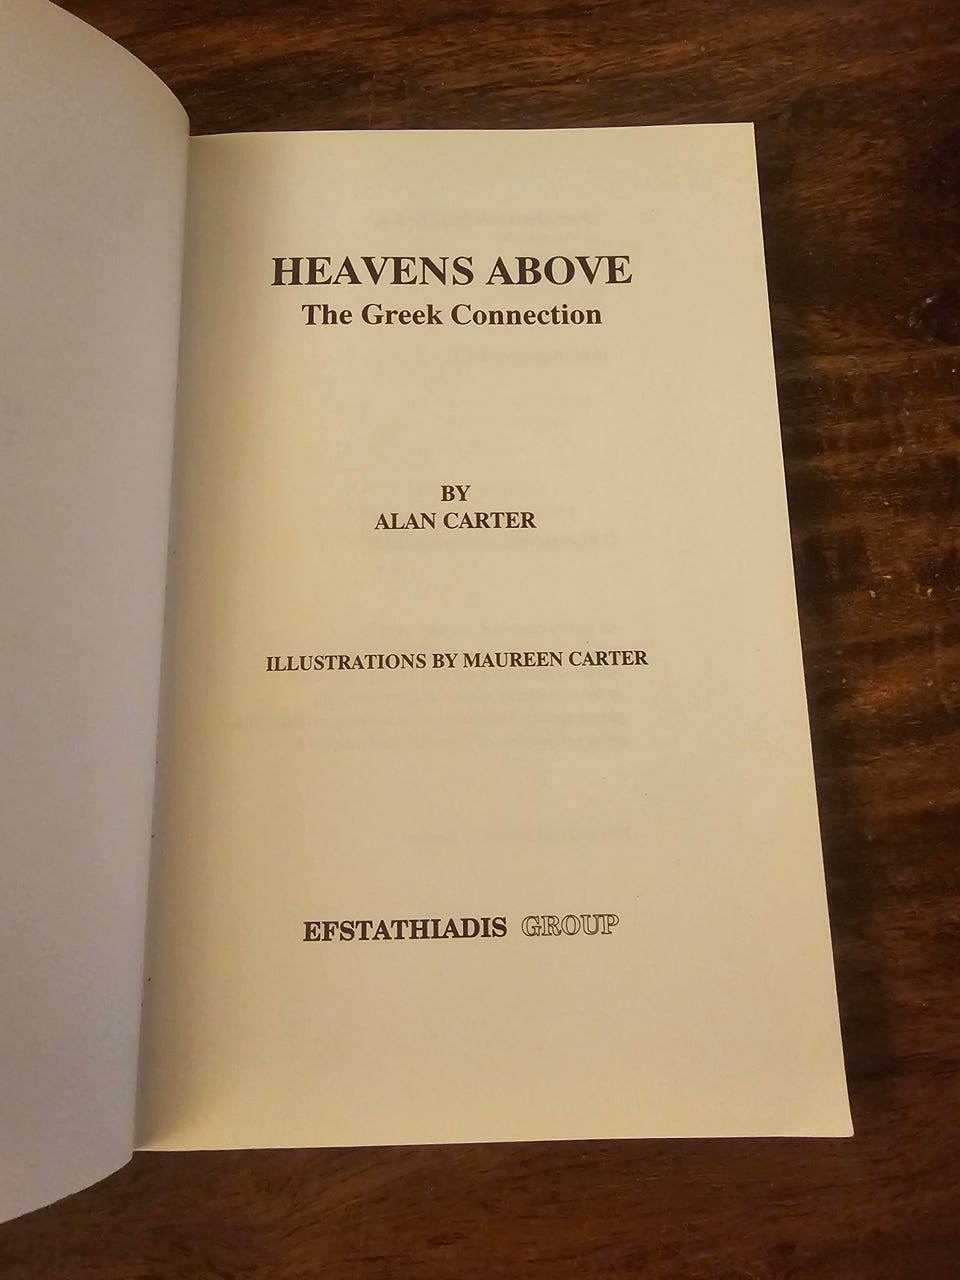 HEAVENS ABOVE
The Greek Connection
BY
ALAN CARTER
ILLUSTRATIONS BY MAUREEN CARTER
EFSTATHIADIS GROUP